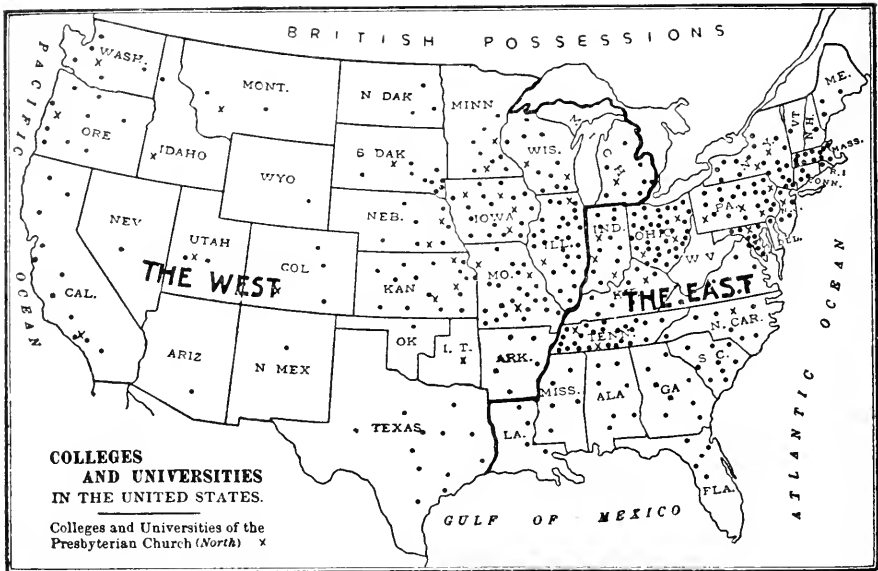 BRITISH POSSESSIONS
PACIFIC
OCEAN
WASH.
MONT.
N DAK
MINN
ME.
VT
N.H.
ORE
IDAHO
S DAK
WIS.
MICH.
N.Y.
MASS.
R.I
CONN.
WYO
NEB.
IOWA
PA.
NEV
UTAH
COL
ILL.
IND.
OHIO
W V
DEL.
THE WEST
CAL.
KAN
MO.
THE EAST
ARIZ
N MEX
OK
I. T.
ARK.
TENN.
N. CAR.
S C.
MISS.
ALA
GA
TEXAS
LA.
FLA.
ATLANTIC
OCEAN
GULF OF MEXICO
COLLEGES
AND UNIVERSITIES
IN THE UNITED STATES.
Colleges and Universities of the
Presbyterian Church (North) x